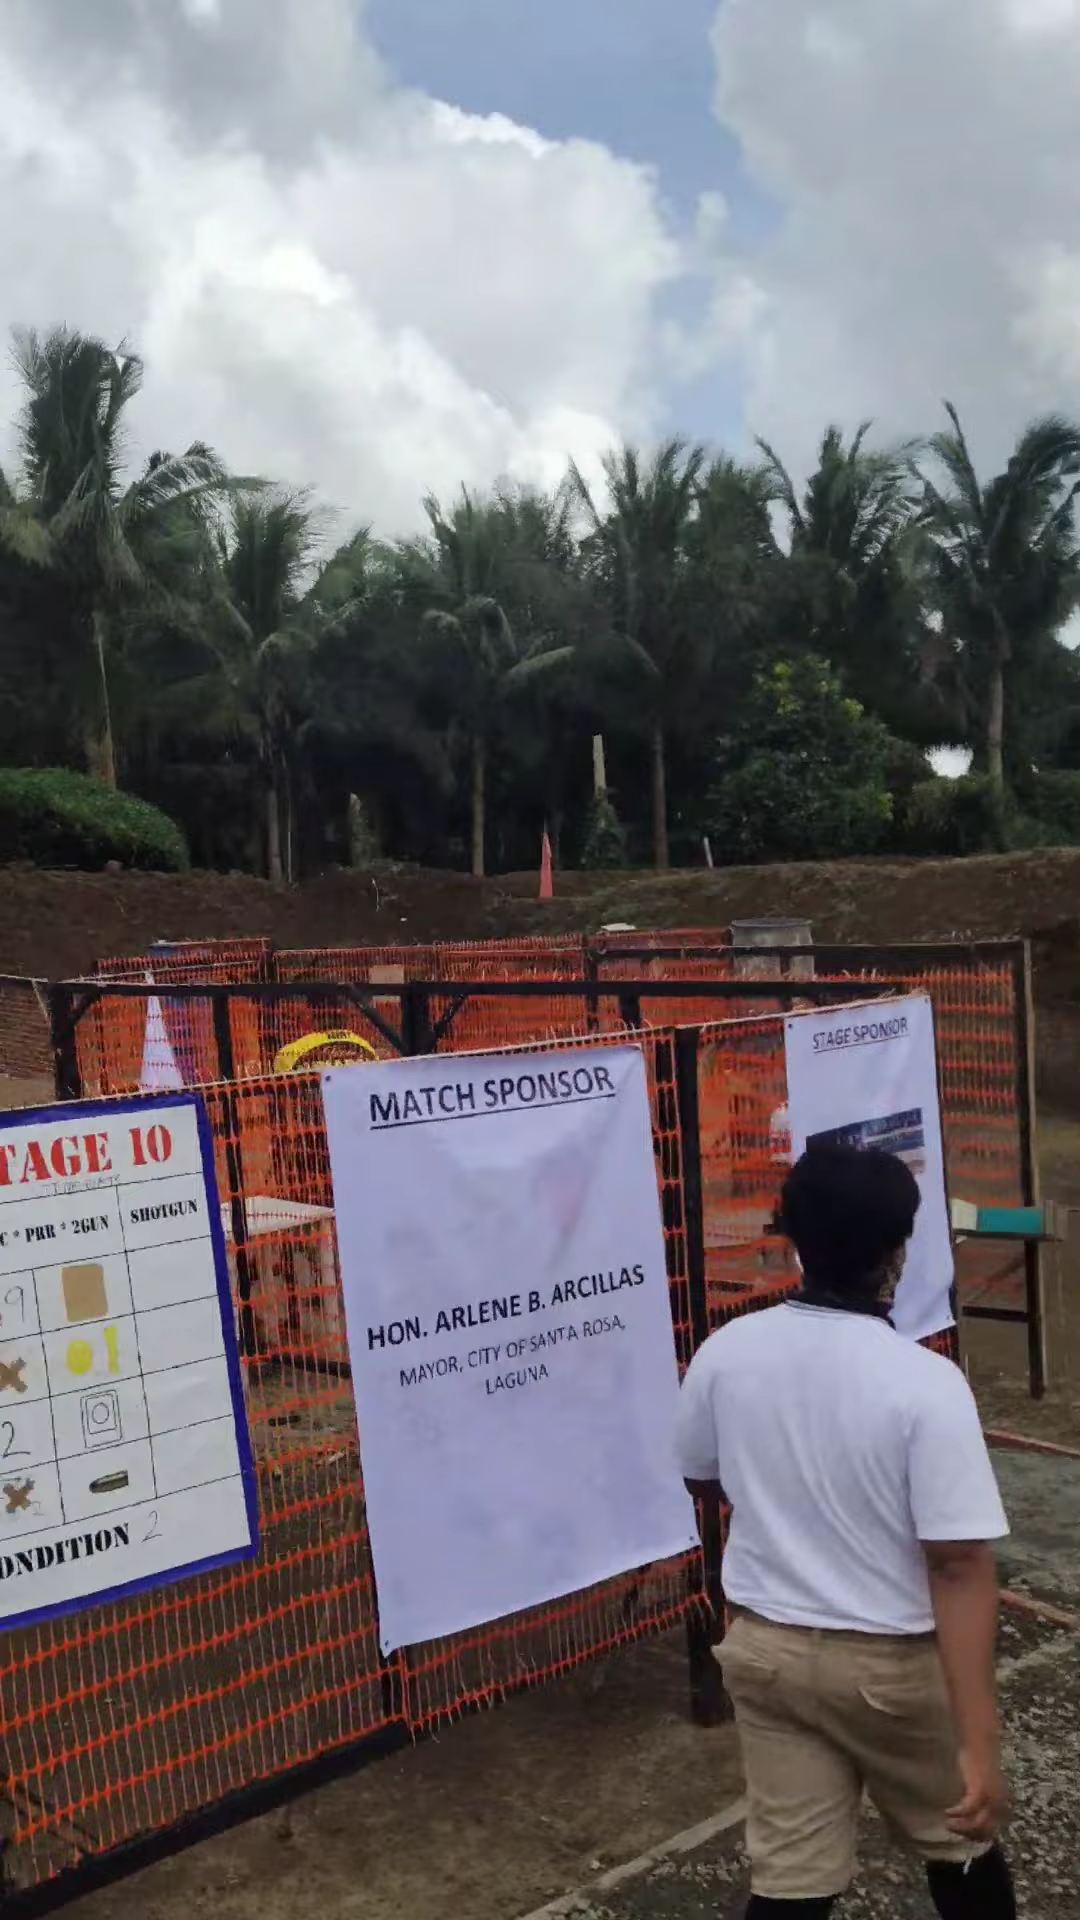 TAGE 10
C * PRR * 2GUN
SHOTGUN
9
2
ONDITION 2
MATCH SPONSOR
HON. ARLENE B. ARCILLAS
MAYOR, CITY OF SANTA ROSA,
LAGUNA
STAGE SPONSOR